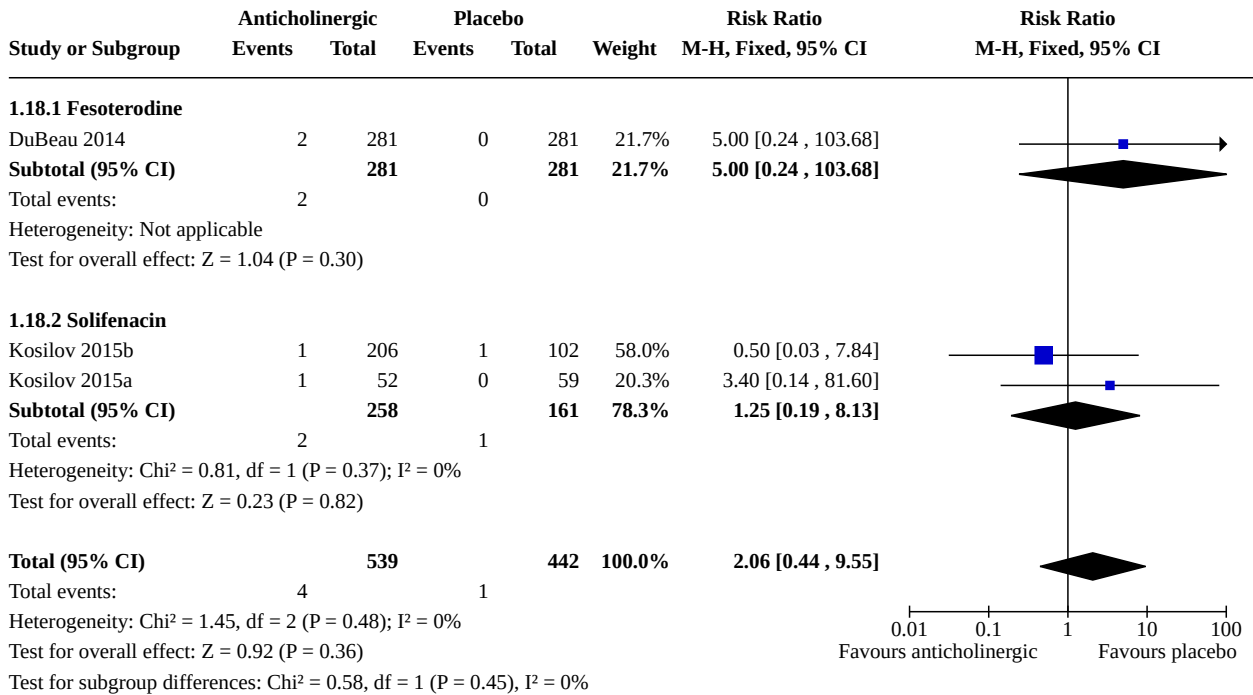 Anticholinergic Placebo Risk Ratio Risk Ratio
Study or Subgroup Events Total Events Total Weight M-H, Fixed, 95% CI M-H, Fixed, 95% CI
1.18.1 Fesoterodine
DuBeau 2014 2 281 0 281 21.7% 5.00 [0.24 , 103.68]
Subtotal (95% CI) 281 281 21.7% 5.00 [0.24 , 103.68]
Total events: 2 0
Heterogeneity: Not applicable
Test for overall effect: Z = 1.04 (P = 0.30)
1.18.2 Solifenacin
Kosilov 2015b 1 206 1 102 58.0% 0.50 [0.03 , 7.84]
Kosilov 2015a 1 52 0 59 20.3% 3.40 [0.14 , 81.60]
Subtotal (95% CI) 258 161 78.3% 1.25 [0.19 , 8.13]
Total events: 2 1
Heterogeneity: Chi² = 0.81, df = 1 (P = 0.37); I² = 0%
Test for overall effect: Z = 0.23 (P = 0.82)
Total (95% CI) 539 442 100.0% 2.06 [0.44 , 9.55]
Total events: 4 1
Heterogeneity: Chi² = 1.45, df = 2 (P = 0.48); I² = 0%
0.01 0.1 1 10 100
Test for overall effect: Z = 0.92 (P = 0.36)
Favours anticholinergic Favours placebo
Test for subgroup differences: Chi² = 0.58, df = 1 (P = 0.45), I² = 0%